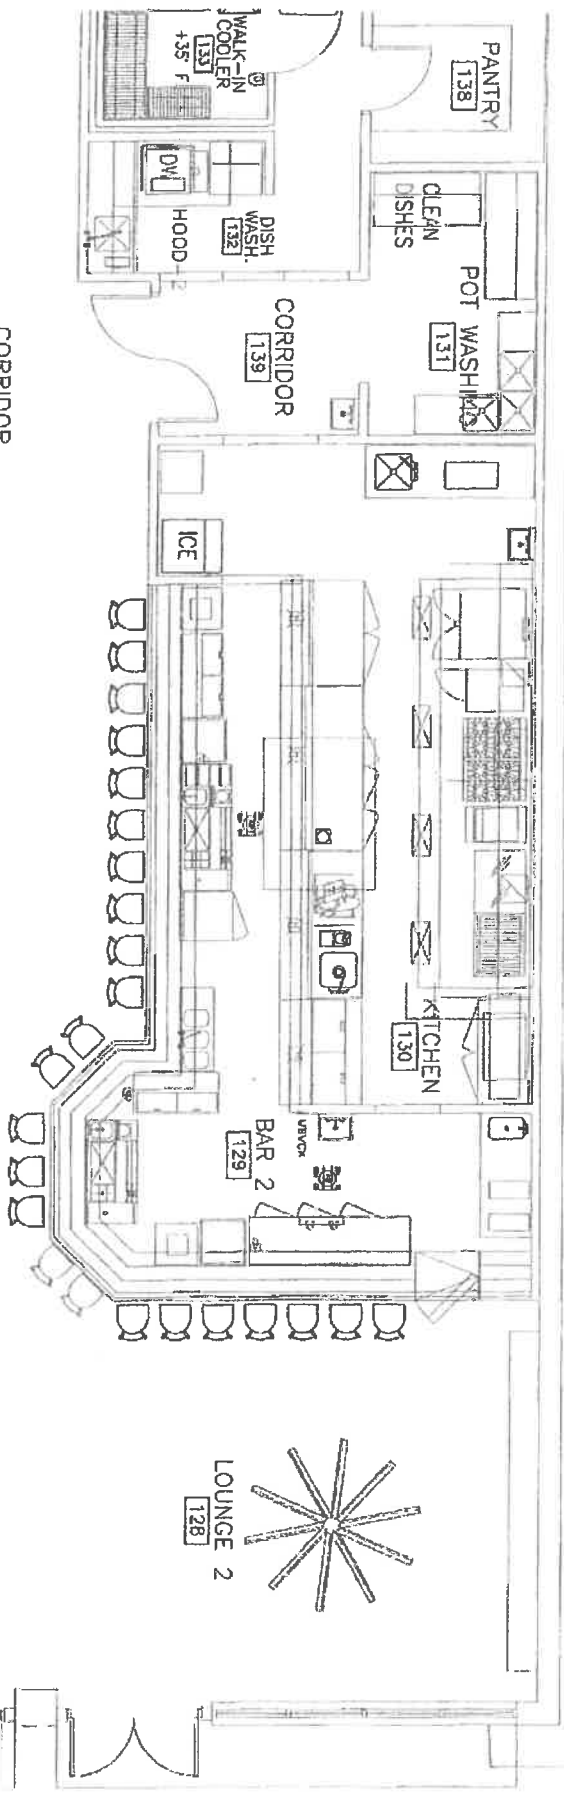 PANTRY
138
WALK-IN
COOLER
133
+35° F
CLEAN
DISHES
DISH
WASH.
132
DW
HOOD-2
POT WASHING
131
CORRIDOR
139
CORRIDOR
ICE
KITCHEN
130
BAR 2
129
LOUNGE 2
128